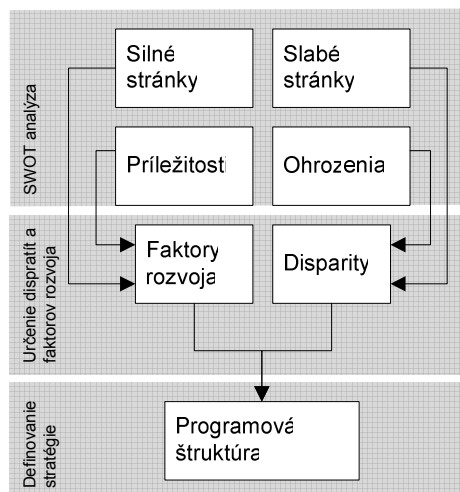 SWOT analýza
Silné
stránky
Slabé
stránky
Príležitosti
Ohrozenia
Určenie dispratít a
faktorov rozvoja
Faktory
rozvoja
Disparity
Definovanie
stratégie
Programová
štruktúra